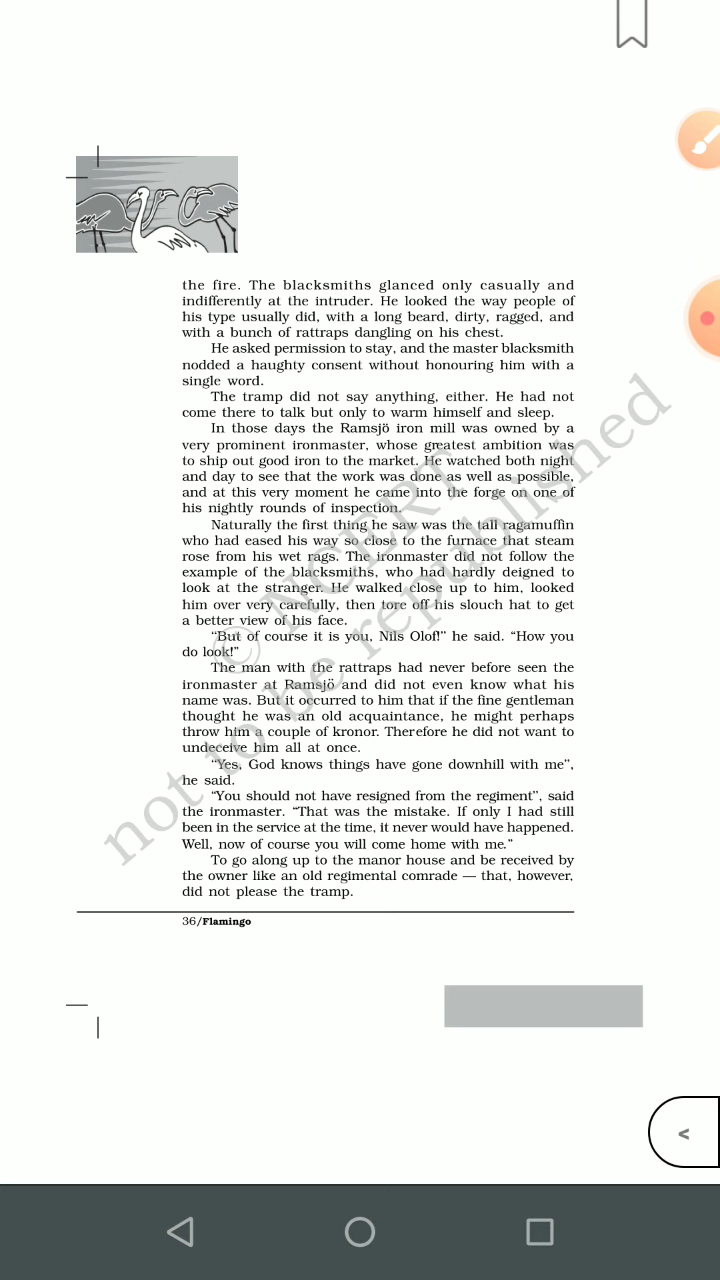 the fire. The blacksmiths glanced only casually and
indifferently at the intruder. He looked the way people of
his type usually did, with a long beard, dirty, ragged, and
with a bunch of rattraps dangling on his chest.
He asked permission to stay, and the master blacksmith
nodded a haughty consent without honouring him with a
single word.
The tramp did not say anything, either. He had not
come there to talk but only to warm himself and sleep.
In those days the Ramsjö iron mill was owned by a
very prominent ironmaster, whose greatest ambition was
to ship out good iron to the market. He watched both night
and day to see that the work was done as well as possible,
and at this very moment he came into the forge on one of
his nightly rounds of inspection.
Naturally the first thing he saw was the tall ragamuffin
who had eased his way so close to the furnace that steam
rose from his wet rags. The ironmaster did not follow the
example of the blacksmiths, who had hardly deigned to
look at the stranger. He walked close up to him, looked
him over very carefully, then tore off his slouch hat to get
a better view of his face.
“But of course it is you, Nils Olof!” he said. “How you
do look!”
The man with the rattraps had never before seen the
ironmaster at Ramsjö and did not even know what his
name was. But it occurred to him that if the fine gentleman
thought he was an old acquaintance, he might perhaps
throw him a couple of kronor. Therefore he did not want to
undeceive him all at once.
“Yes, God knows things have gone downhill with me”,
he said.
“You should not have resigned from the regiment”, said
the ironmaster. “That was the mistake. If only I had still
been in the service at the time, it never would have happened.
Well, now of course you will come home with me.”
To go along up to the manor house and be received by
the owner like an old regimental comrade — that, however,
did not please the tramp.
36/Flamingo
© NCERT
not to be republished
<